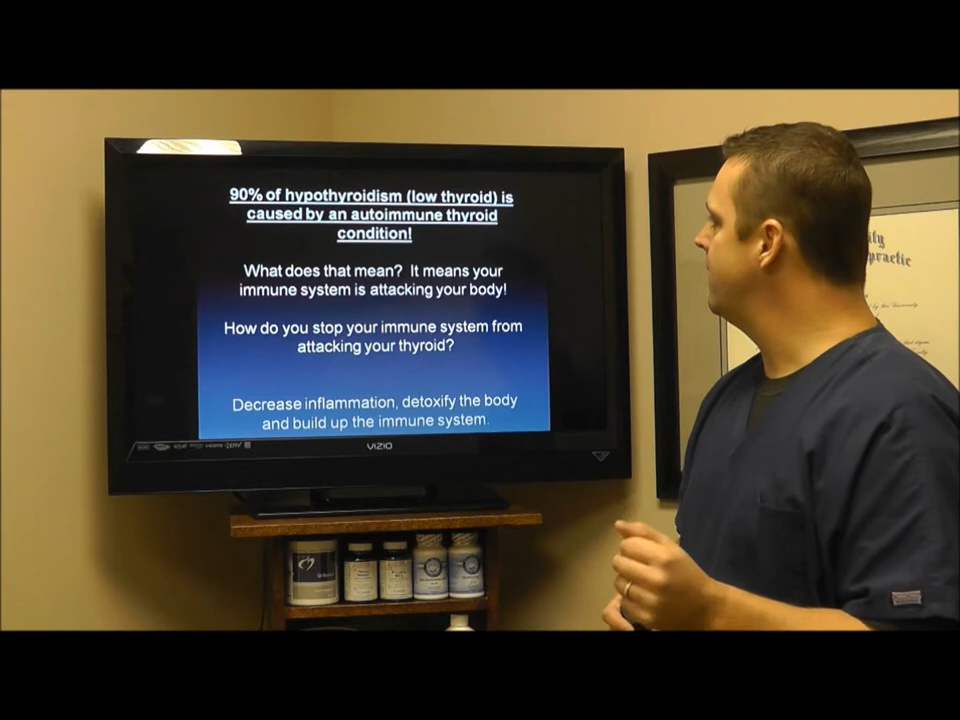 90% of hypothyroidism (low thyroid) is
caused by an autoimmune thyroid
condition!
What does that mean? It means your
immune system is attacking your body!
How do you stop your immune system from
attacking your thyroid?
Decrease inflammation, detoxify the body
and build up the immune system.
VIZIO